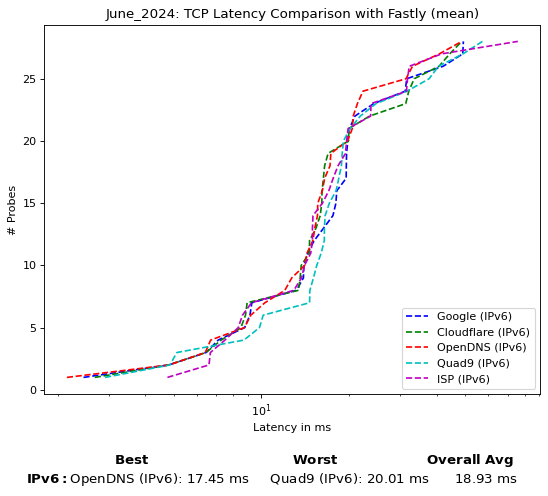 June_2024: TCP Latency Comparison with Fastly (mean)
# Probes
25
20
15
10
5
0
Google (IPv6)
Cloudflare (IPv6)
OpenDNS (IPv6)
Quad9 (IPv6)
ISP (IPv6)
10¹
Latency in ms
Best Worst Overall Avg
IPv6: OpenDNS (IPv6): 17.45 ms Quad9 (IPv6): 20.01 ms 18.93 ms